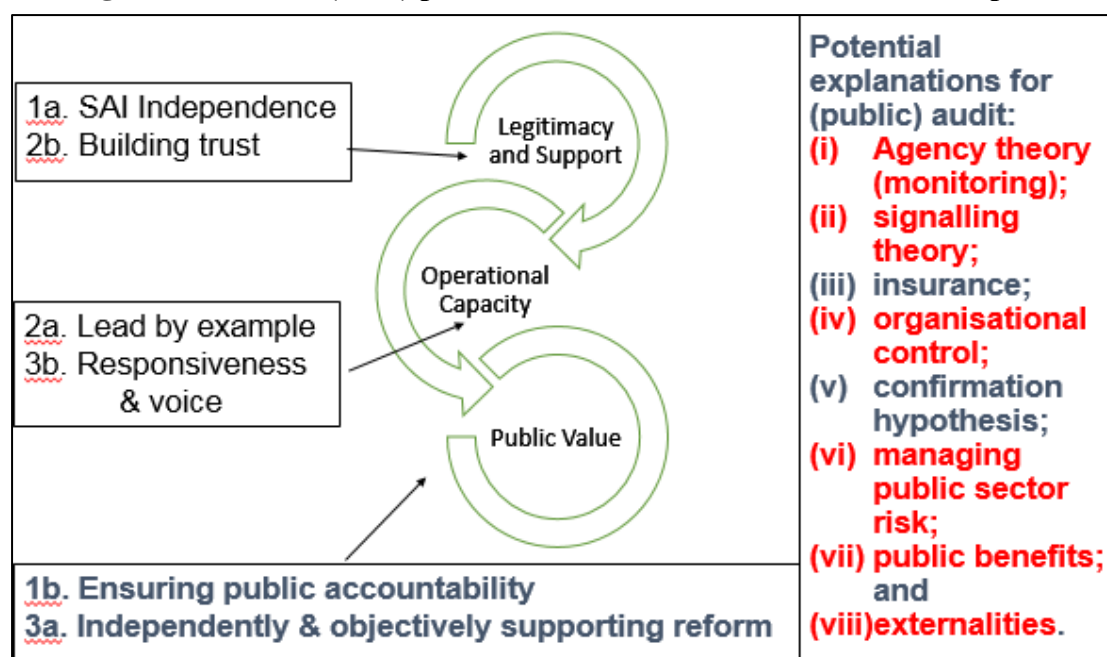 1a. SAI Independence
2b. Building trust
Legitimacy
and Support
2a. Lead by example
3b. Responsiveness
& voice
Operational
Capacity
Public Value
1b. Ensuring public accountability
3a. Independently & objectively supporting reform
Potential
explanations for
(public) audit:
(i) Agency theory
(monitoring);
(ii) signalling
theory;
(iii) insurance;
(iv) organisational
control;
(v) confirmation
hypothesis;
(vi) managing
public sector
risk;
(vii) public benefits;
and
(viii)externalities.